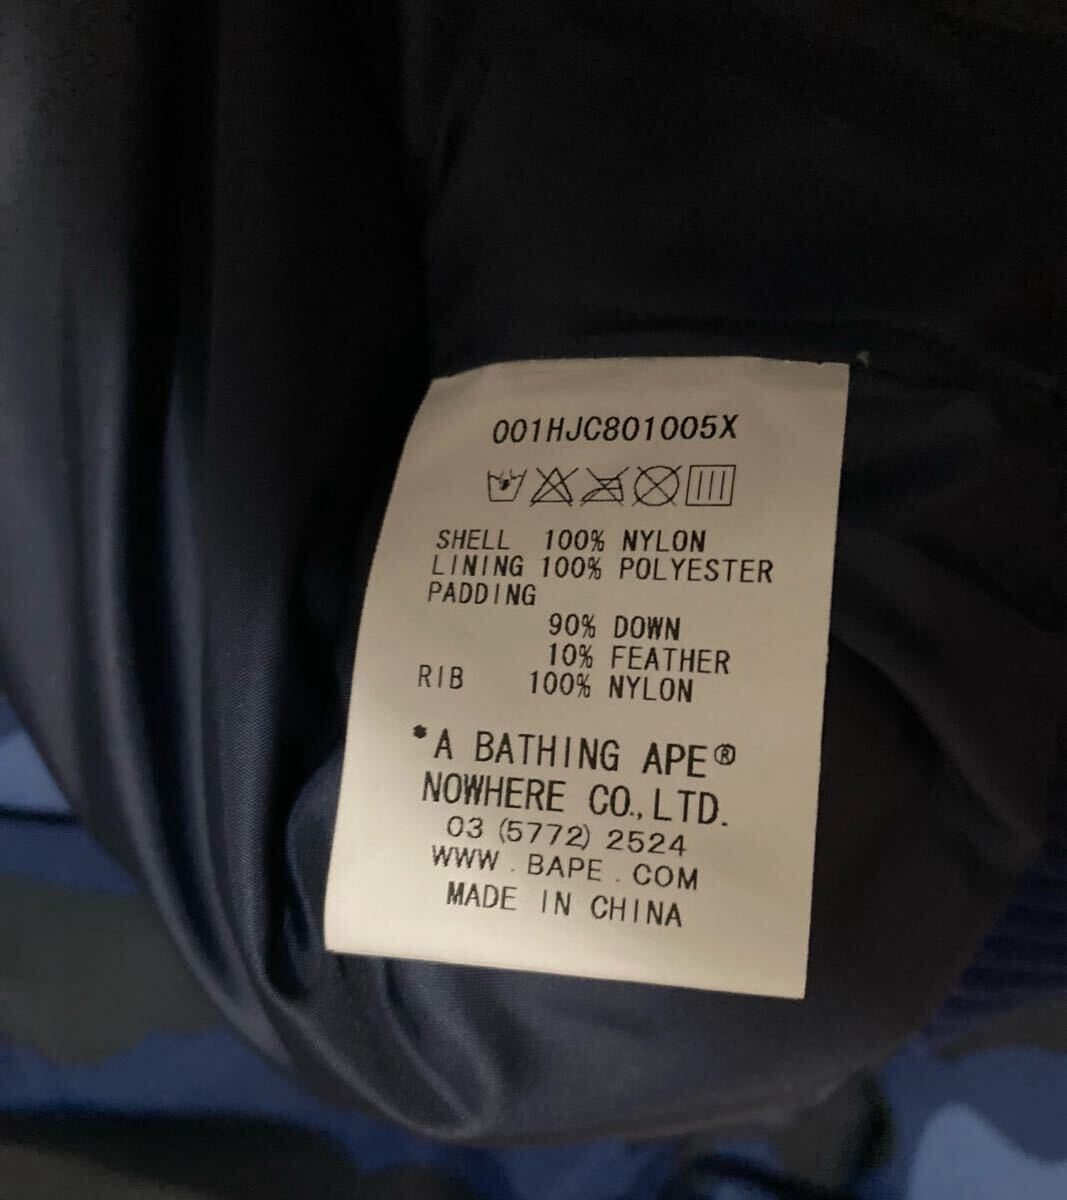 001HJC801005X
SHELL 100% NYLON
LINING 100% POLYESTER
PADDING
90% DOWN
10% FEATHER
RIB 100% NYLON
*A BATHING APE®
NOWHERE CO., LTD.
03 (5772) 2524
WWW.BAPE.COM
MADE IN CHINA